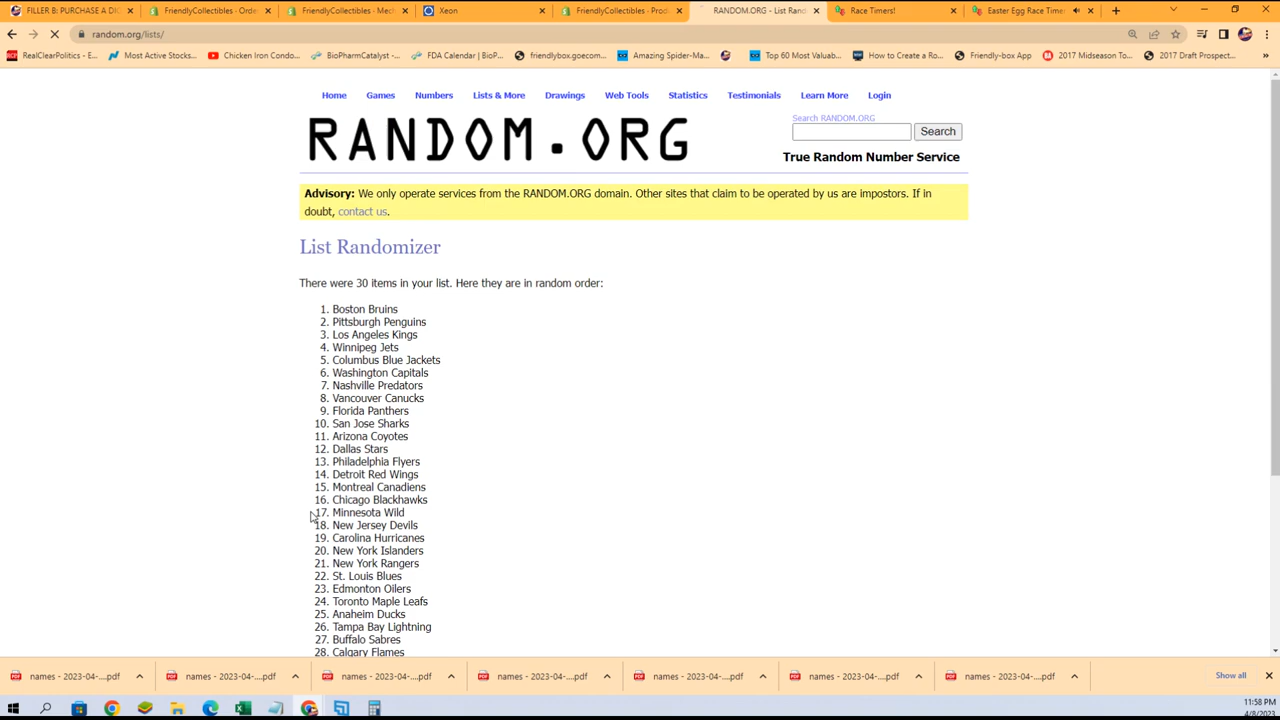 FILLER B: PURCHASE A DI
FriendlyCollectibles - Orde
FriendlyCollectibles - Mech
Xeon
FriendlyCollectibles - Prod
RANDOM.ORG - List Rand
Race Timers!
Easter Egg Race Timer
random.org/lists/
RealClearPolitics - E...
Most Active Stocks...
Chicken Iron Condo...
BioPharmCatalyst -...
FDA Calendar | BioP...
friendlybox.goecom...
Amazing Spider-Ma...
Top 60 Most Valuab...
How to Create a Ro...
Friendly-box App
2017 Midseason To...
2017 Draft Prospect...
Home Games Numbers Lists & More Drawings Web Tools Statistics Testimonials Learn More Login
RANDOM.ORG
Search RANDOM.ORG
Search
True Random Number Service
Advisory: We only operate services from the RANDOM.ORG domain. Other sites that claim to be operated by us are impostors. If in
doubt, contact us.
List Randomizer
There were 30 items in your list. Here they are in random order:
1. Boston Bruins
2. Pittsburgh Penguins
3. Los Angeles Kings
4. Winnipeg Jets
5. Columbus Blue Jackets
6. Washington Capitals
7. Nashville Predators
8. Vancouver Canucks
9. Florida Panthers
10. San Jose Sharks
11. Arizona Coyotes
12. Dallas Stars
13. Philadelphia Flyers
14. Detroit Red Wings
15. Montreal Canadiens
16. Chicago Blackhawks
17. Minnesota Wild
18. New Jersey Devils
19. Carolina Hurricanes
20. New York Islanders
21. New York Rangers
22. St. Louis Blues
23. Edmonton Oilers
24. Toronto Maple Leafs
25. Anaheim Ducks
26. Tampa Bay Lightning
27. Buffalo Sabres
28. Calgary Flames
names - 2023-04-....pdf
names - 2023-04-....pdf
names - 2023-04-....pdf
names - 2023-04-....pdf
names - 2023-04-....pdf
names - 2023-04-....pdf
names - 2023-04-....pdf
Show all
11:58 PM
4/8/2023